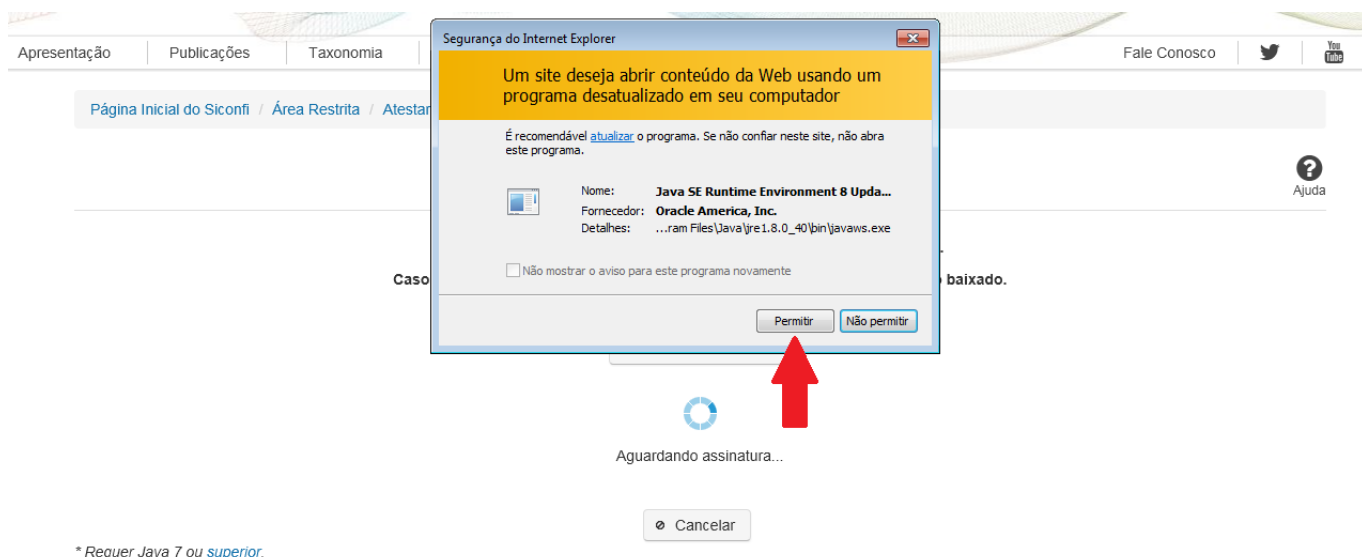 Segurança do Internet Explorer
Apresentação Publicações Taxonomia Fale Conosco You Tube
Um site deseja abrir conteúdo da Web usando um
programa desatualizado em seu computador
Página Inicial do Siconfi / Área Restrita / Atestar
É recomendável atualizar o programa. Se não confiar neste site, não abra
este programa.
Nome: Java SE Runtime Environment 8 Upda...
Fornecedor: Oracle America, Inc.
Detalhes: ...ram Files\Java\jre1.8.0_40\bin\javaws.exe
Ajuda
Não mostrar o aviso para este programa novamente
Caso baixado.
Permitir Não permitir
Aguardando assinatura...
Cancelar
* Requer Java 7 ou superior.